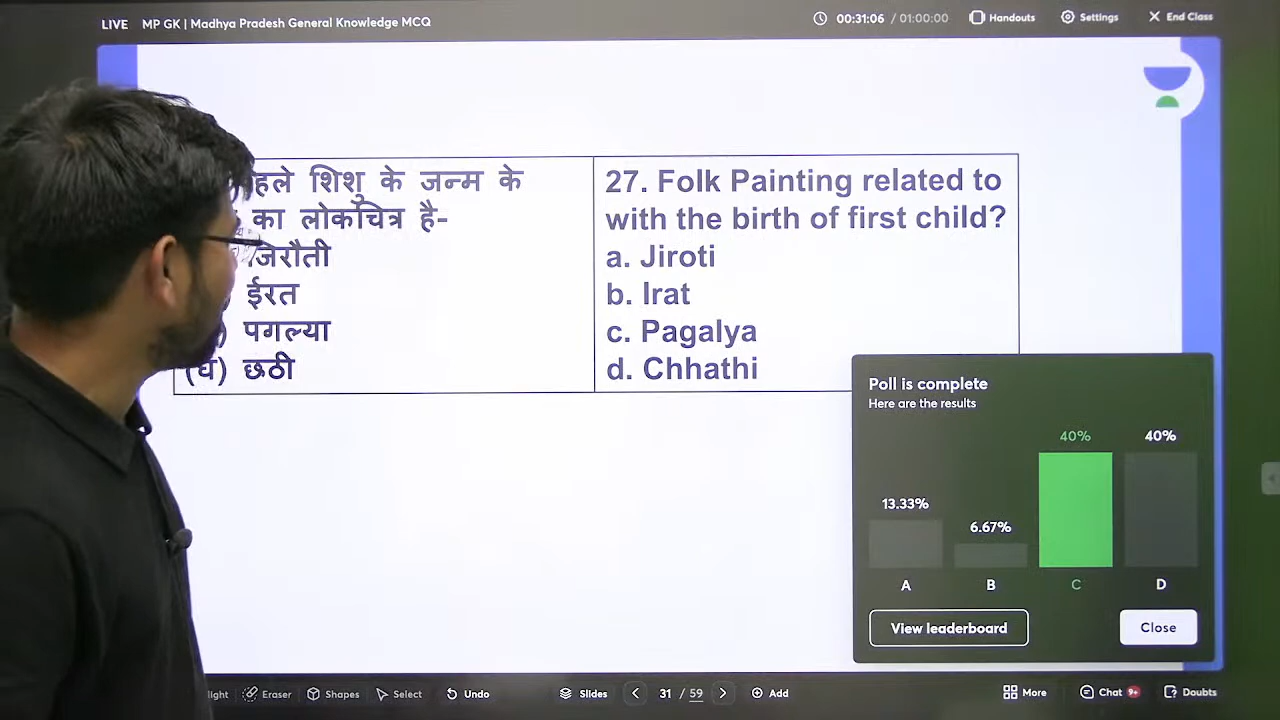 LIVE MP GK | Madhya Pradesh General Knowledge MCQ
00:31:06 / 01:00:00 Handouts Settings End Class
शिशु के जन्म के
का लोकचित्र है-
जिरौती
ईरत
पगल्या
(घ) छठी
27. Folk Painting related to
with the birth of first child?
a. Jiroti
b. Irat
c. Pagalya
d. Chhathi
Poll is complete
Here are the results
13.33% 6.67% 40% 40%
A B C D
View leaderboard Close
Eraser Shapes Select Undo Slides 31 / 59 Add More Chat 9+ Doubts